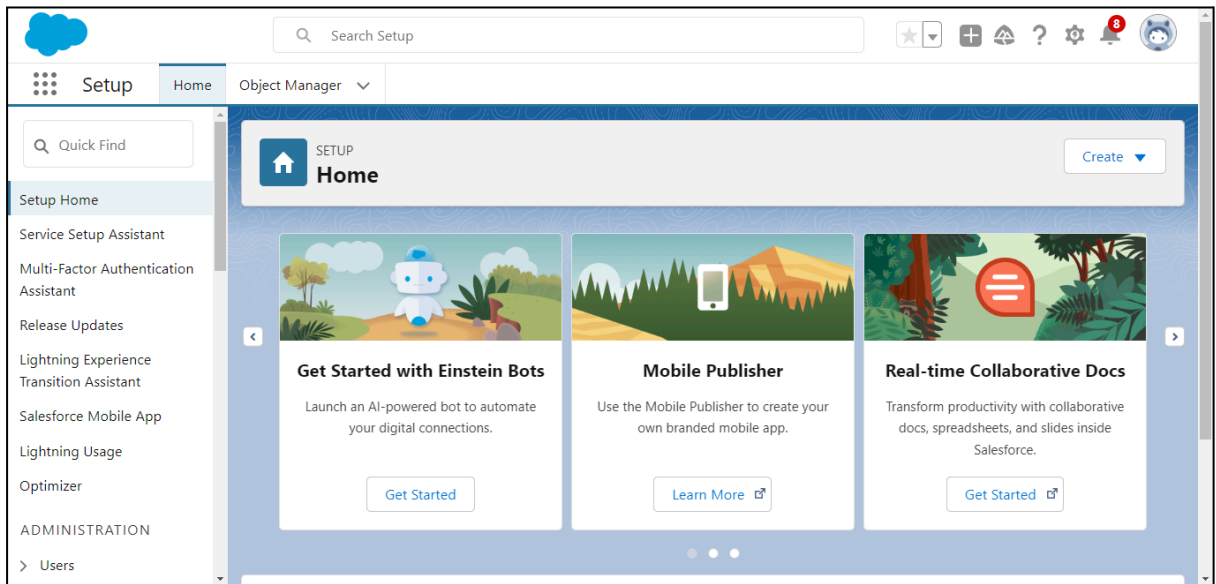 Search Setup
8
Setup
Home
Object Manager
Quick Find
Setup Home
Service Setup Assistant
Multi-Factor Authentication
Assistant
Release Updates
Lightning Experience
Transition Assistant
Salesforce Mobile App
Lightning Usage
Optimizer
ADMINISTRATION
Users
SETUP
Home
Create
Get Started with Einstein Bots
Launch an AI-powered bot to automate
your digital connections.
Get Started
Mobile Publisher
Use the Mobile Publisher to create your
own branded mobile app.
Learn More
Real-time Collaborative Docs
Transform productivity with collaborative
docs, spreadsheets, and slides inside
Salesforce.
Get Started